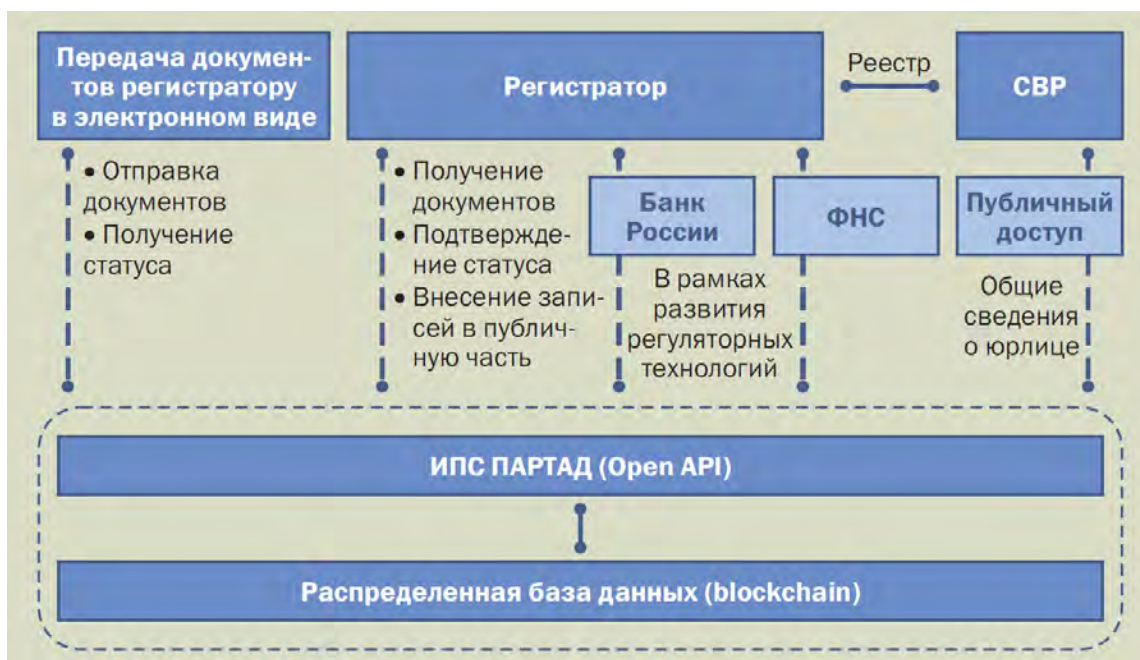 Передача докумен-
тов регистратору
в электронном виде
Регистратор
Реестр
СВР
• Отправка
документов
• Получение
статуса
• Получение
документов
• Подтвержде-
ние статуса
• Внесение запи-
сей в публич-
ную часть
Банк
России
ФНС
Публичный
доступ
В рамках
развития
регуляторных
технологий
Общие
сведения
о юрлице
ИПС ПАРТАД (Open API)
Распределенная база данных (blockchain)